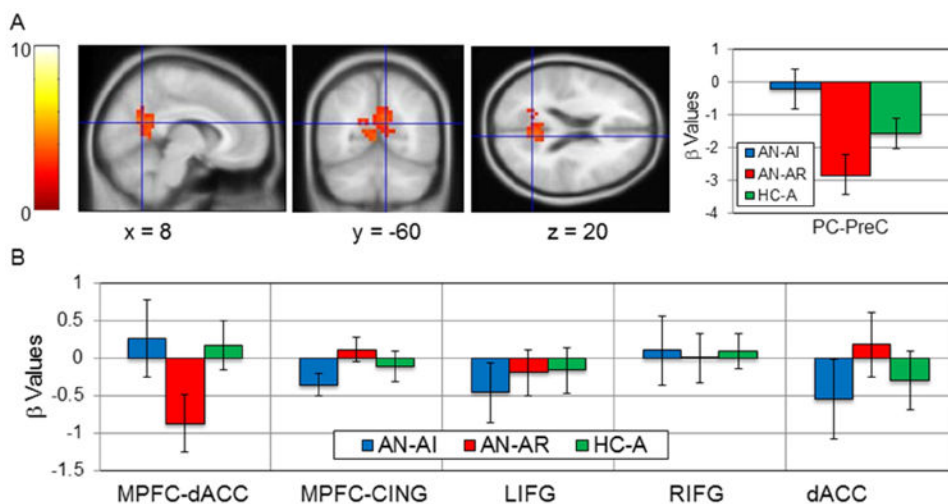 A
10
0
x = 8
y = -60
z = 20
β Values
1
0
-1
-2
-3
-4
AN-AI
AN-AR
HC-A
PC-PreC
B
β Values
1
0.5
0
-0.5
-1
-1.5
AN-AI AN-AR HC-A
MPFC-dACC MPFC-CING LIFG RIFG dACC